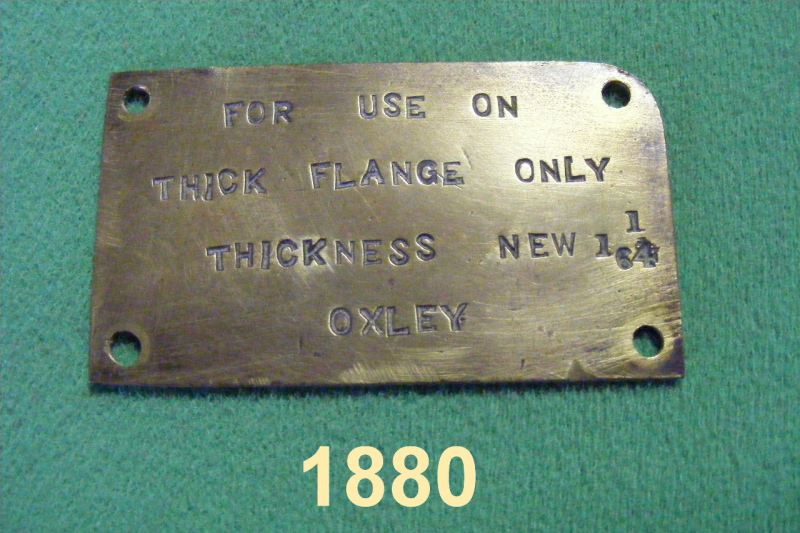 FOR USE ON
THICK FLANGE ONLY
THICKNESS NEW 1 1/64
OXLEY
1880